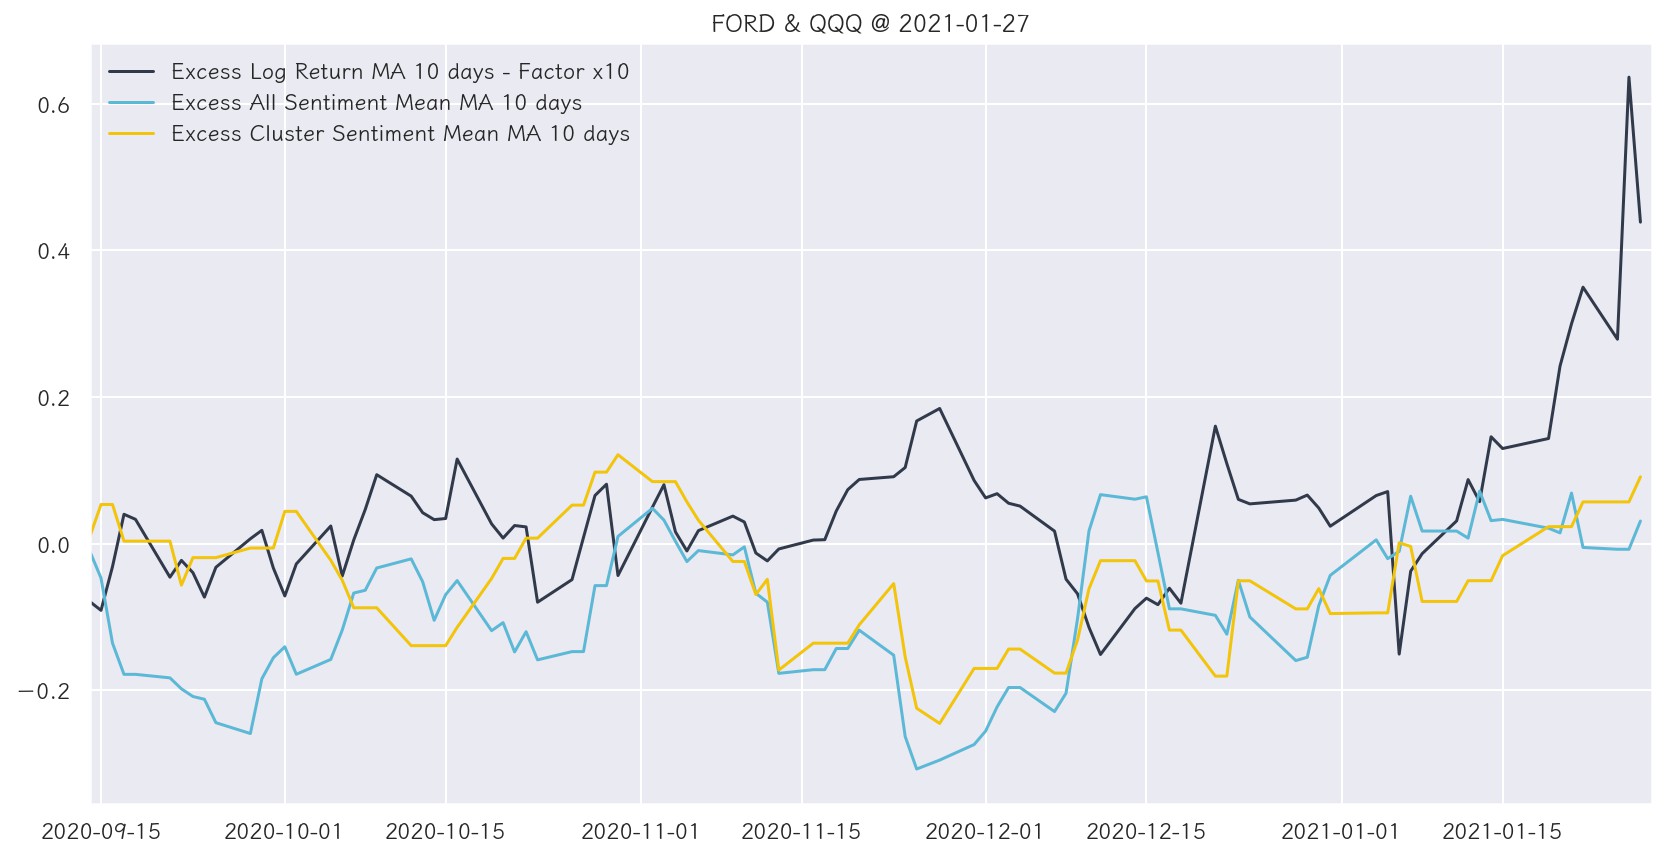 FORD & QQQ @ 2021-01-27
Excess Log Return MA 10 days - Factor x10
Excess All Sentiment Mean MA 10 days
Excess Cluster Sentiment Mean MA 10 days
0.6
0.4
0.2
0.0
−0.2
2020-09-15 2020-10-01 2020-10-15 2020-11-01 2020-11-15 2020-12-01 2020-12-15 2021-01-01 2021-01-15